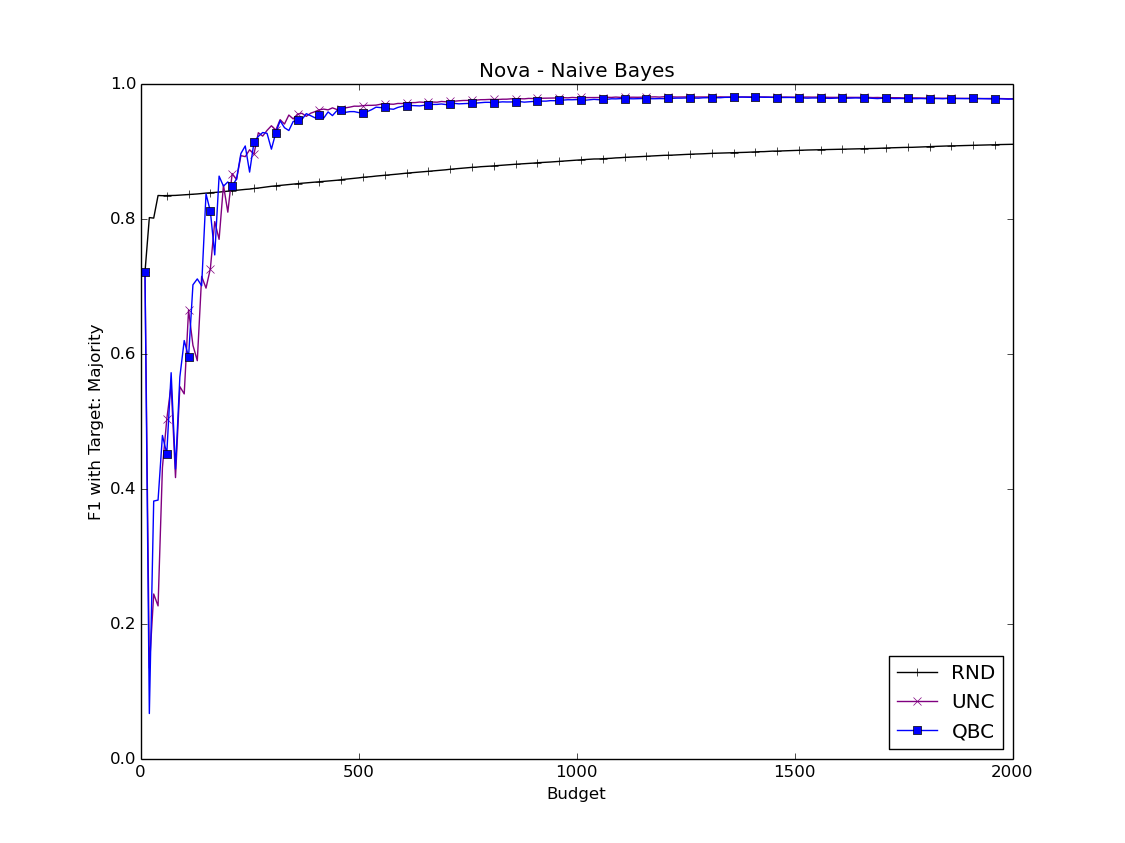 Nova - Naive Bayes
1.0
0.8
0.6
0.4
0.2
0.0
F1 with Target: Majority
0 500 1000 1500 2000
Budget
RND
UNC
QBC